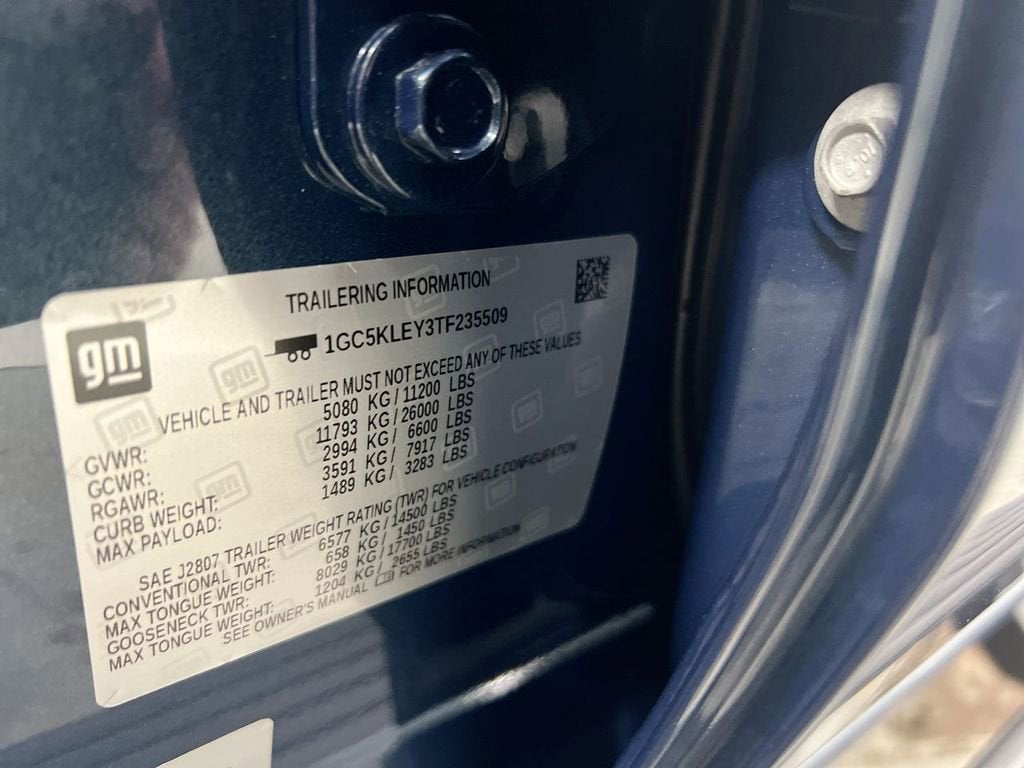 TRAILERING INFORMATION
gm
1GC5KLEY3TF235509
VEHICLE AND TRAILER MUST NOT EXCEED ANY OF THESE VALUES
GVWR: 5080 KG / 11200 LBS
GCWR: 11793 KG / 26000 LBS
RGAWR: 2994 KG / 6600 LBS
CURB WEIGHT: 3591 KG / 7917 LBS
MAX PAYLOAD: 1489 KG / 3283 LBS
SAE J2807 TRAILER WEIGHT RATING (TWR) FOR VEHICLE CONFIGURATION
CONVENTIONAL TWR: 6577 KG / 14500 LBS
MAX TONGUE WEIGHT: 658 KG / 1450 LBS
GOOSENECK TWR: 8029 KG / 17700 LBS
MAX TONGUE WEIGHT: 1204 KG / 2655 LBS
SEE OWNER'S MANUAL FOR MORE INFORMATION